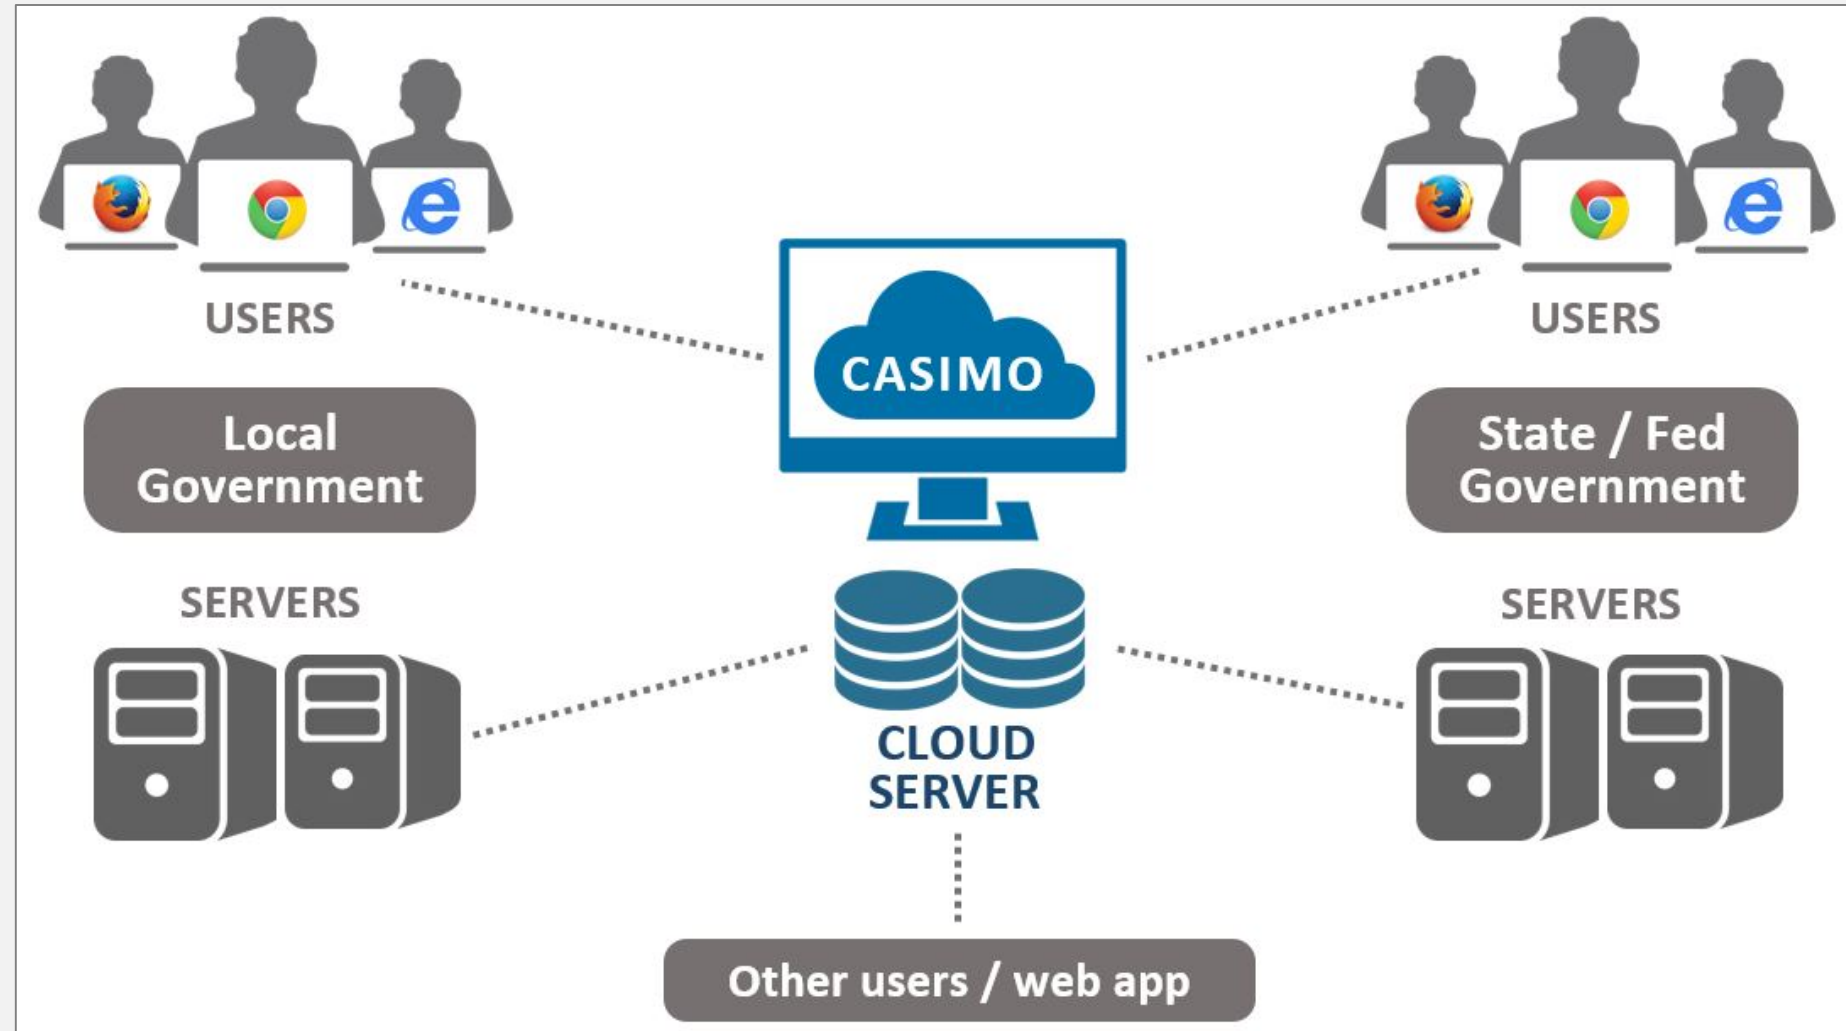 USERS
Local
Government
SERVERS
CASIMO
CLOUD
SERVER
Other users / web app
USERS
State / Fed
Government
SERVERS